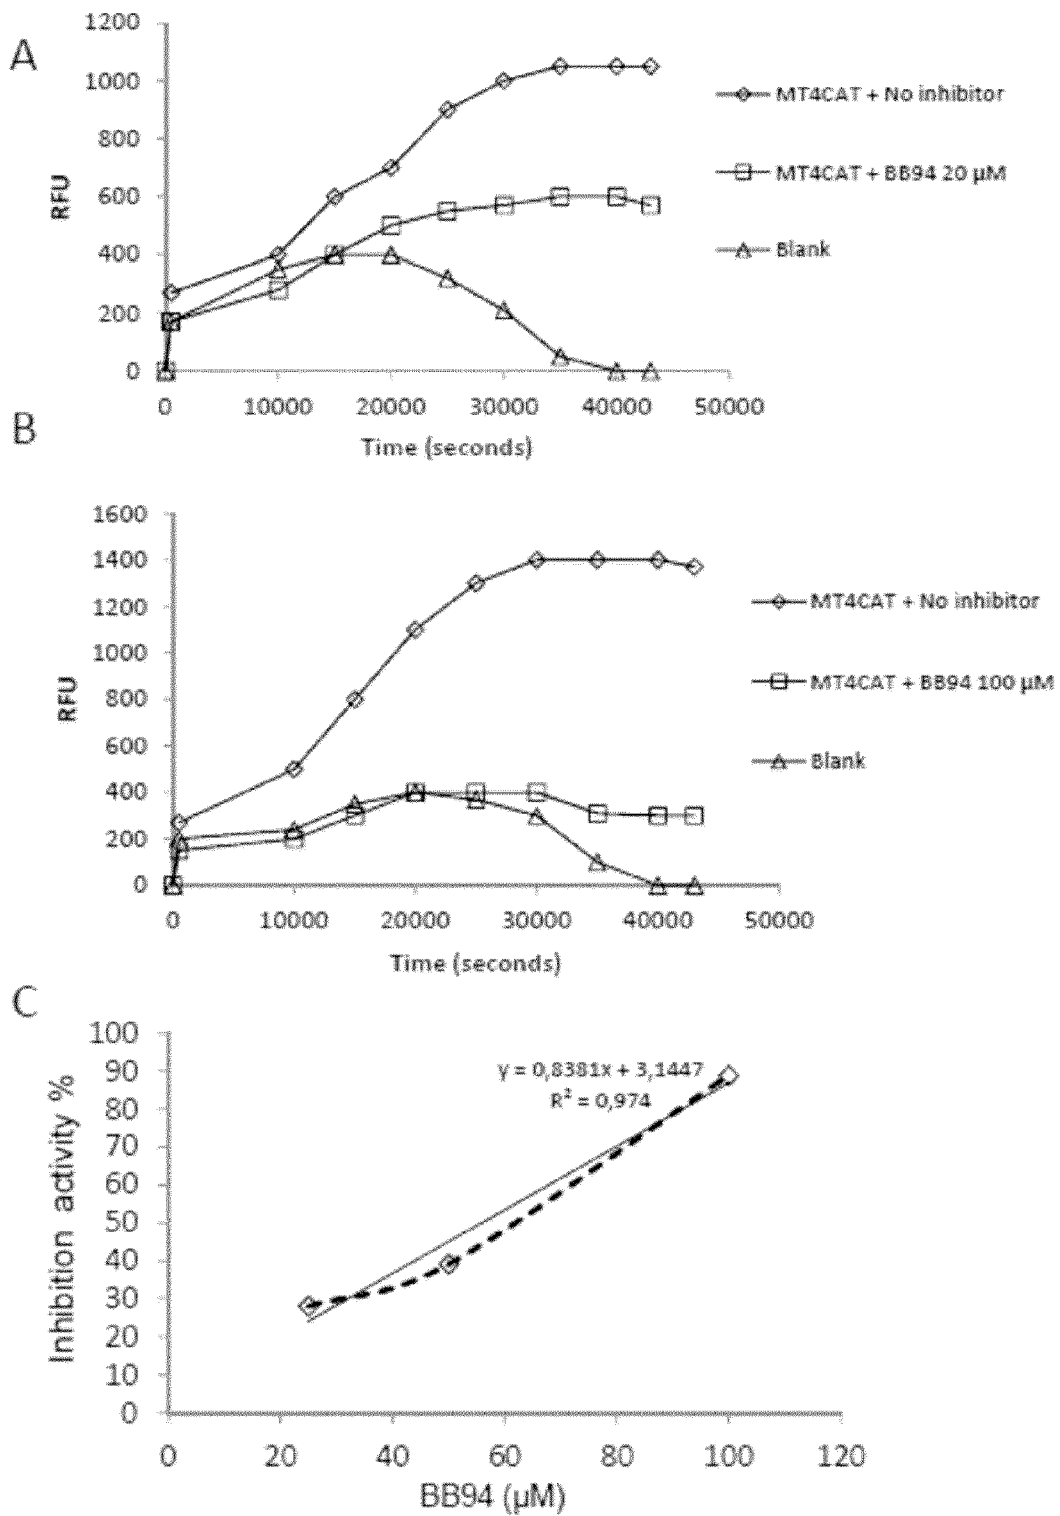 A
1200
1000
800
600
400
200
0
RFU
0 10000 20000 30000 40000 50000
Time (seconds)
MT4CAT + No inhibitor
MT4CAT + BB94 20 µM
Blank
B
1600
1400
1200
1000
800
600
400
200
0
RFU
0 10000 20000 30000 40000 50000
Time (seconds)
MT4CAT + No inhibitor
MT4CAT + BB94 100 µM
Blank
C
100
90
80
70
60
50
40
30
20
10
0
Inhibition activity %
y = 0,8381x + 3,1447
R² = 0,974
0 20 40 60 80 100 120
BB94 (µM)